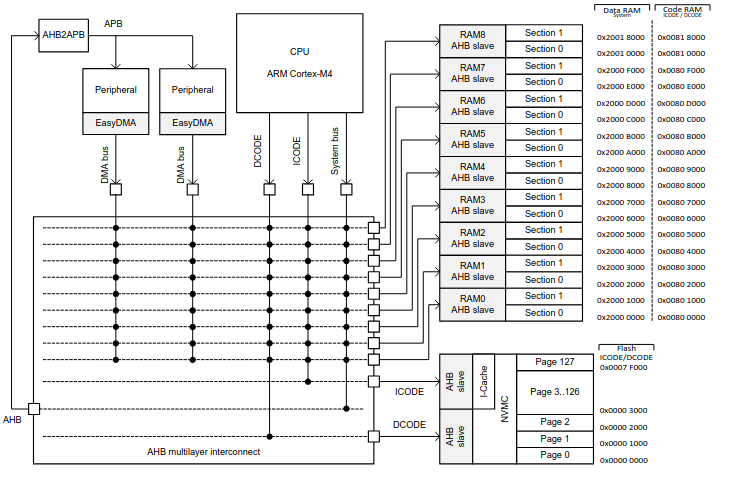 APB
AHB2APB
CPU
ARM Cortex-M4
Peripheral
EasyDMA
Peripheral
EasyDMA
DMA bus
DMA bus
DCODE
ICODE
System bus
AHB
AHB multilayer interconnect
ICODE
DCODE
RAM8
AHB slave
Section 1
Section 0
RAM7
AHB slave
Section 1
Section 0
RAM6
AHB slave
Section 1
Section 0
RAM5
AHB slave
Section 1
Section 0
RAM4
AHB slave
Section 1
Section 0
RAM3
AHB slave
Section 1
Section 0
RAM2
AHB slave
Section 1
Section 0
RAM1
AHB slave
Section 1
Section 0
RAM0
AHB slave
Section 1
Section 0
Data RAM
System
Code RAM
ICODE / DCODE
0x2001 8000 0x0081 8000
0x2001 0000 0x0081 0000
0x2000 F000 0x0080 F000
0x2000 E000 0x0080 E000
0x2000 D000 0x0080 D000
0x2000 C000 0x0080 C000
0x2000 B000 0x0080 B000
0x2000 A000 0x0080 A000
0x2000 9000 0x0080 9000
0x2000 8000 0x0080 8000
0x2000 7000 0x0080 7000
0x2000 6000 0x0080 6000
0x2000 5000 0x0080 5000
0x2000 4000 0x0080 4000
0x2000 3000 0x0080 3000
0x2000 2000 0x0080 2000
0x2000 1000 0x0080 1000
0x2000 0000 0x0080 0000
AHB
slave
AHB
slave
I-Cache
NVMC
Page 127
Page 3..126
Page 2
Page 1
Page 0
Flash
ICODE/DCODE
0x0007 F000
0x0000 3000
0x0000 2000
0x0000 1000
0x0000 0000